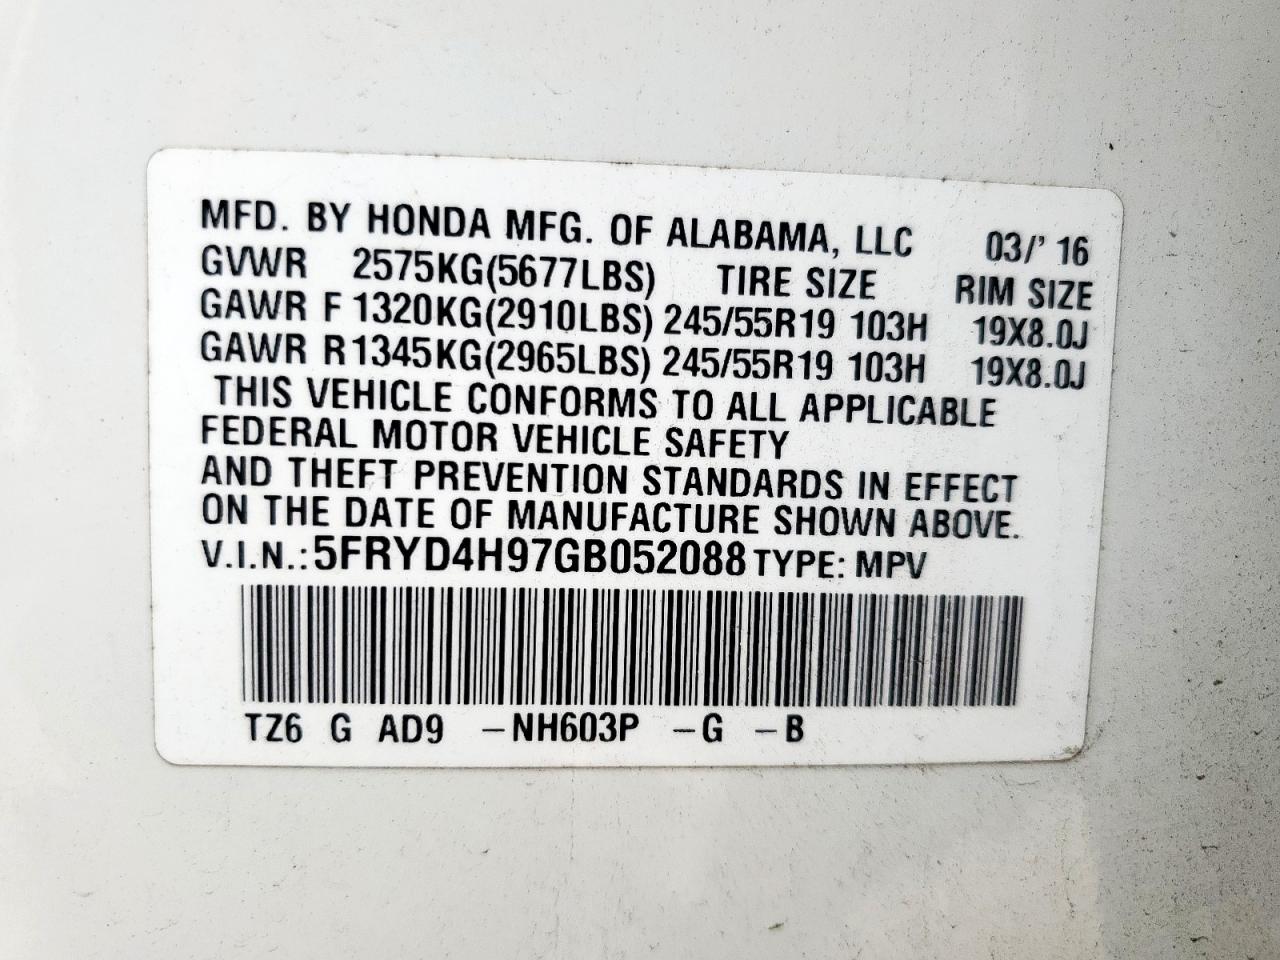 MFD. BY HONDA MFG. OF ALABAMA, LLC 03/' 16
GVWR 2575KG(5677LBS) TIRE SIZE RIM SIZE
GAWR F 1320KG(2910LBS) 245/55R19 103H 19X8.0J
GAWR R 1345KG(2965LBS) 245/55R19 103H 19X8.0J
THIS VEHICLE CONFORMS TO ALL APPLICABLE
FEDERAL MOTOR VEHICLE SAFETY
AND THEFT PREVENTION STANDARDS IN EFFECT
ON THE DATE OF MANUFACTURE SHOWN ABOVE.
V.I.N.: 5FRYD4H97GB052088 TYPE: MPV
TZ6 G AD9 –NH603P –G –B